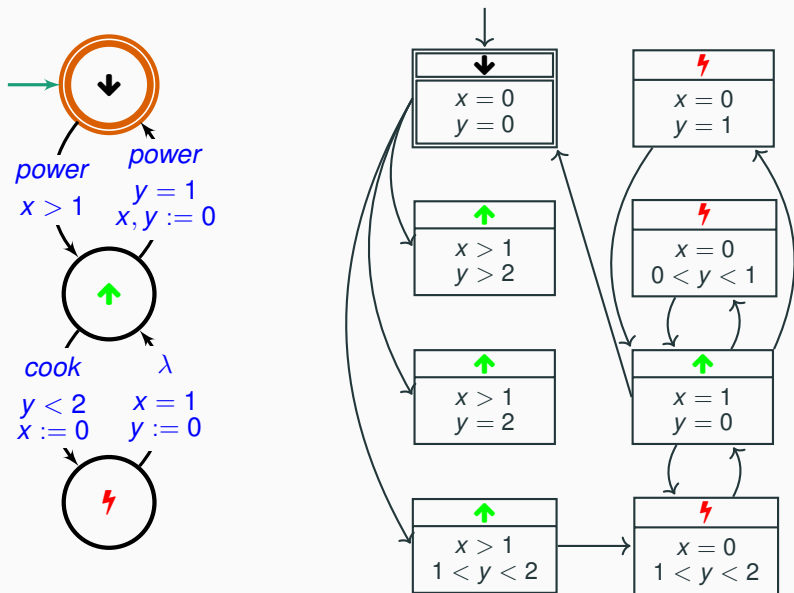 power
x > 1
power
y = 1
x, y := 0
cook
y < 2
x := 0
λ
x = 1
y := 0
x = 0
y = 0
x > 1
y > 2
x > 1
y = 2
x > 1
1 < y < 2
x = 0
y = 1
x = 0
0 < y < 1
x = 1
y = 0
x = 0
1 < y < 2